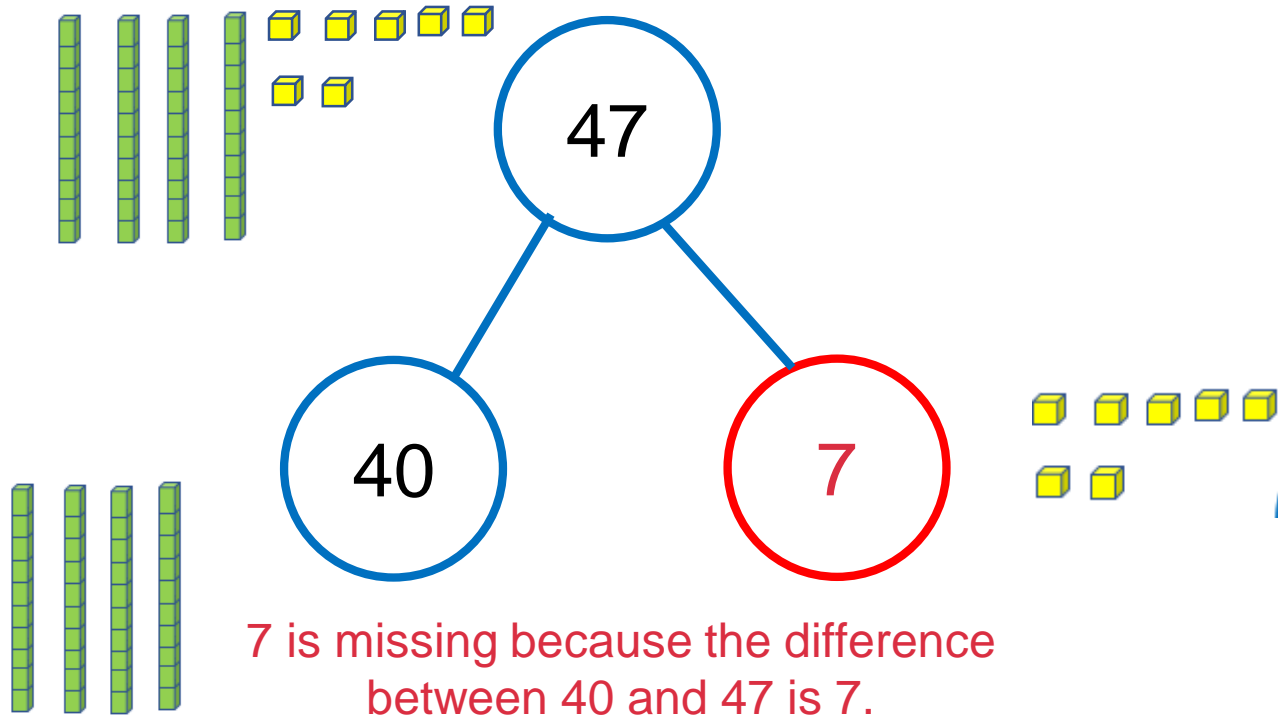 47
40
7
7 is missing because the difference
between 40 and 47 is 7.